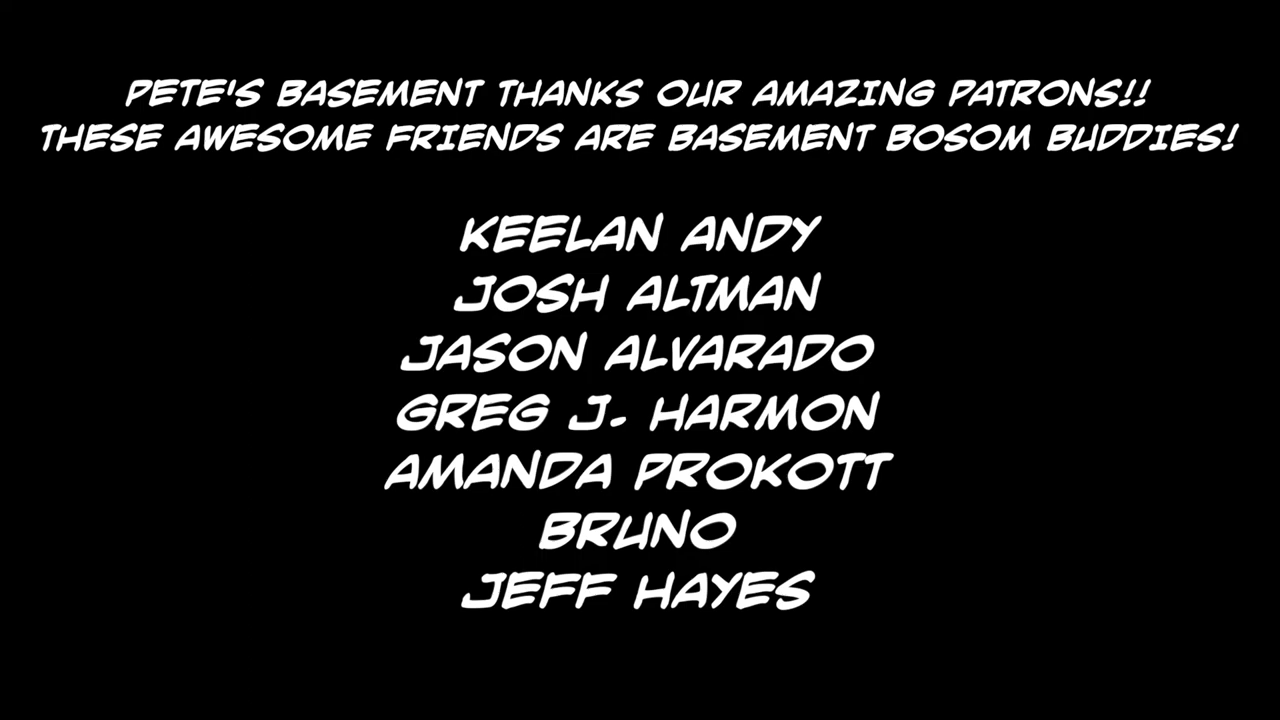 PETE'S BASEMENT THANKS OUR AMAZING PATRONS!!
THESE AWESOME FRIENDS ARE BASEMENT BOSOM BUDDIES!
KEELAN ANDY
JOSH ALTMAN
JASON ALVARADO
GREG J. HARMON
AMANDA PROKOTT
BRUNO
JEFF HAYES